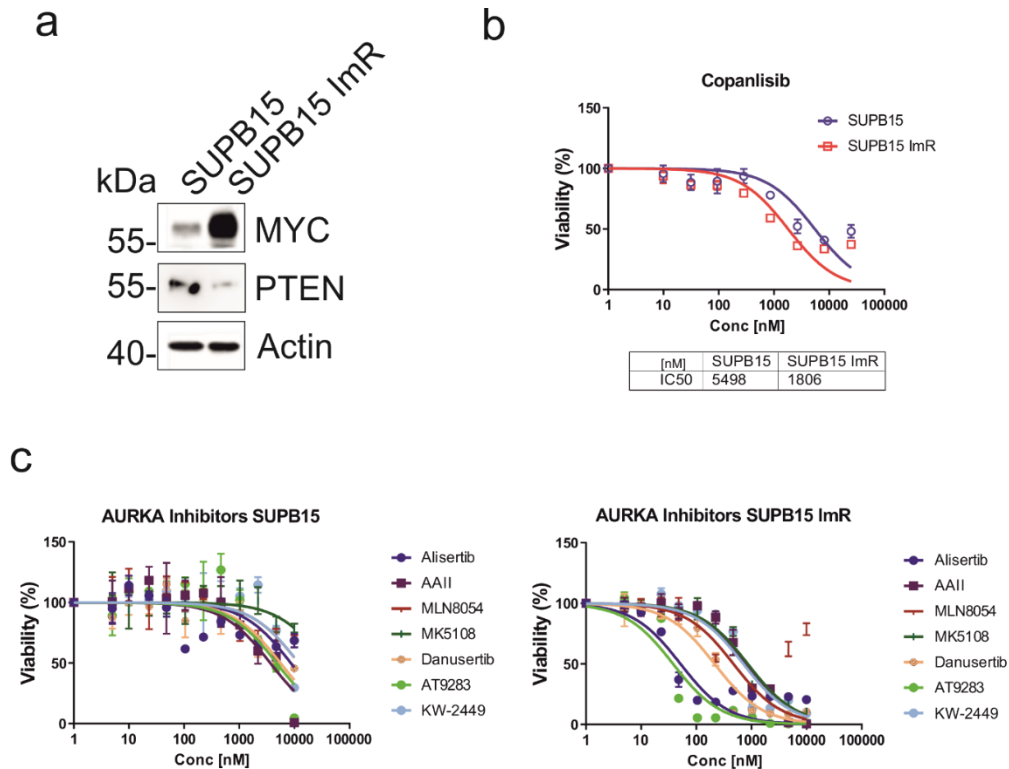 a
SUPB15
SUPB15 ImR
kDa
55-
MYC
55-
PTEN
40-
Actin
b
Copanlisib
SUPB15
SUPB15 ImR
Viability (%)
150
100
50
0
1
10
100
1000
10000
100000
Conc [nM]
[nM] SUPB15 SUPB15 ImR
IC50 5498 1806
c
AURKA Inhibitors SUPB15
Viability (%)
150
100
50
0
1
10
100
1000
10000
100000
Conc [nM]
Alisertib
AAII
MLN8054
MK5108
Danusertib
AT9283
KW-2449
AURKA Inhibitors SUPB15 ImR
Viability (%)
150
100
50
0
1
10
100
1000
10000
100000
Conc [nM]
Alisertib
AAII
MLN8054
MK5108
Danusertib
AT9283
KW-2449